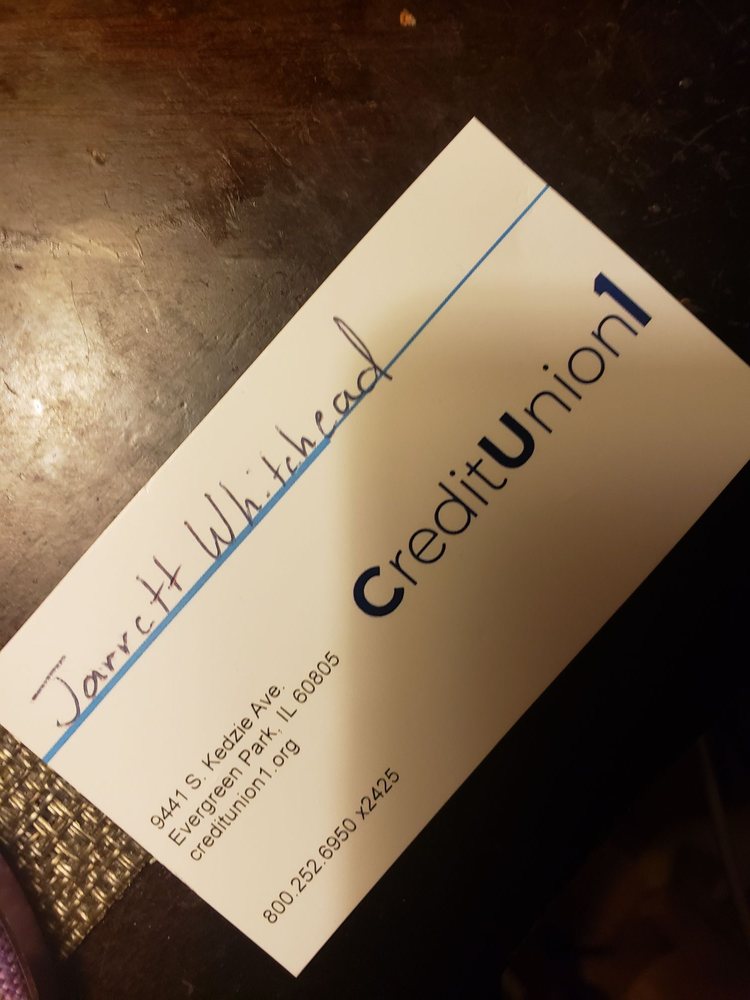 Jarrett Whitehead
CreditUnion1
9441 S. Kedzie Ave.
Evergreen Park, IL 60805
creditunion1.org
800.252.6950 x2425